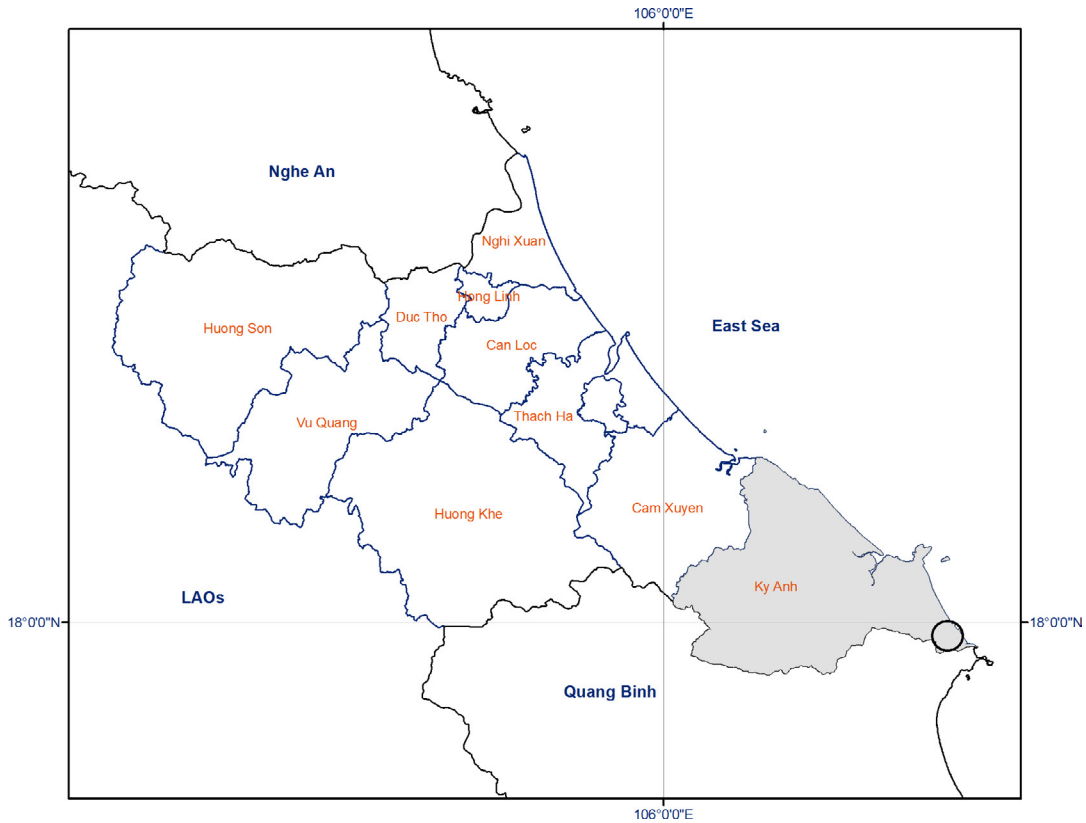 106°0'0"E
Nghe An
Nghi Xuan
Hong Linh
Duc Tho
Huong Son
East Sea
Can Loc
Thach Ha
Vu Quang
Cam Xuyen
Huong Khe
Ky Anh
LAOs
18°0'0"N
18°0'0"N
Quang Binh
106°0'0"E